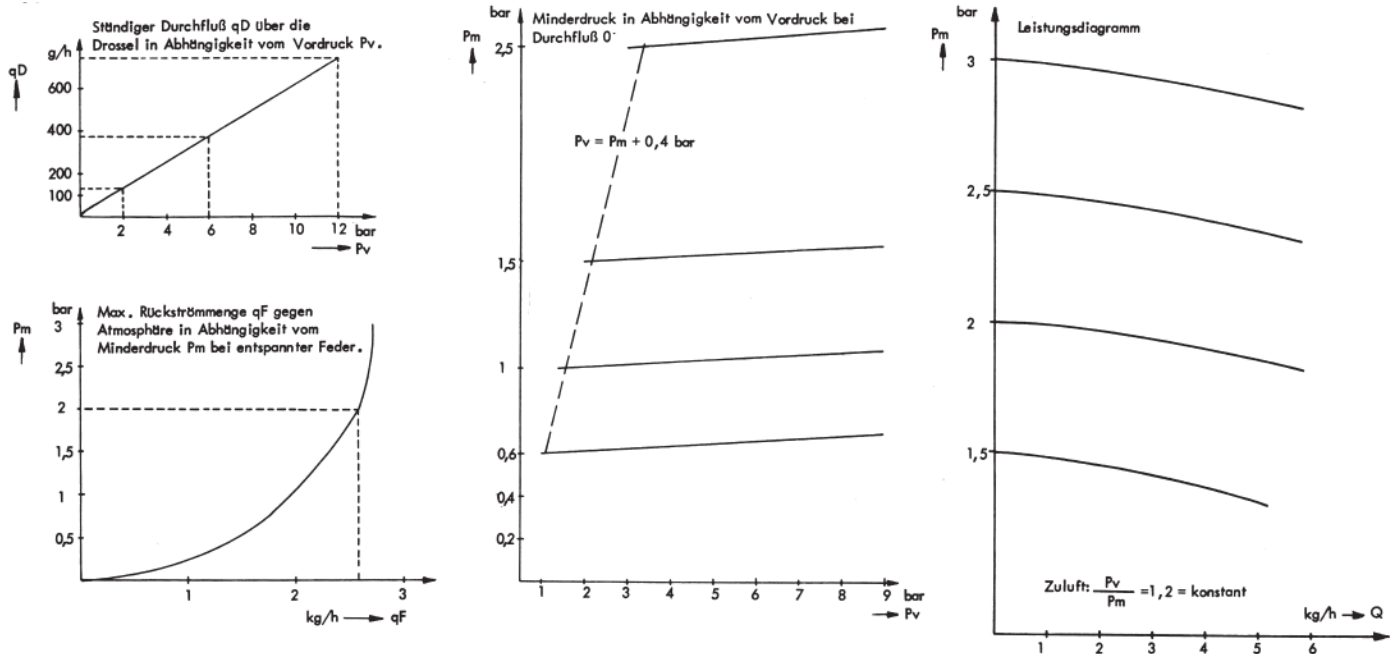 Ständiger Durchfluß qD über die
Drossel in Abhängigkeit vom Vordruck Pv.
g/h
qD
600
400
200
100
2 4 6 8 10 12 bar
Pv
bar
Pm
Max. Rückströmmenge qF gegen
Atmosphäre in Abhängigkeit vom
Minderdruck Pm bei entspannter Feder.
3
2,5
2
1,5
1
0,5
1 2 3
kg/h qF
bar
Pm
Minderdruck in Abhängigkeit vom Vordruck bei
Durchfluß 0
2,5
Pv = Pm + 0,4 bar
1,5
1
0,6
0,4
0,2
1 2 3 4 5 6 7 8 9 bar
Pv
bar
Pm
Leistungsdiagramm
3
2,5
2
1,5
Zuluft: Pv/Pm =1,2 = konstant
kg/h Q
1 2 3 4 5 6